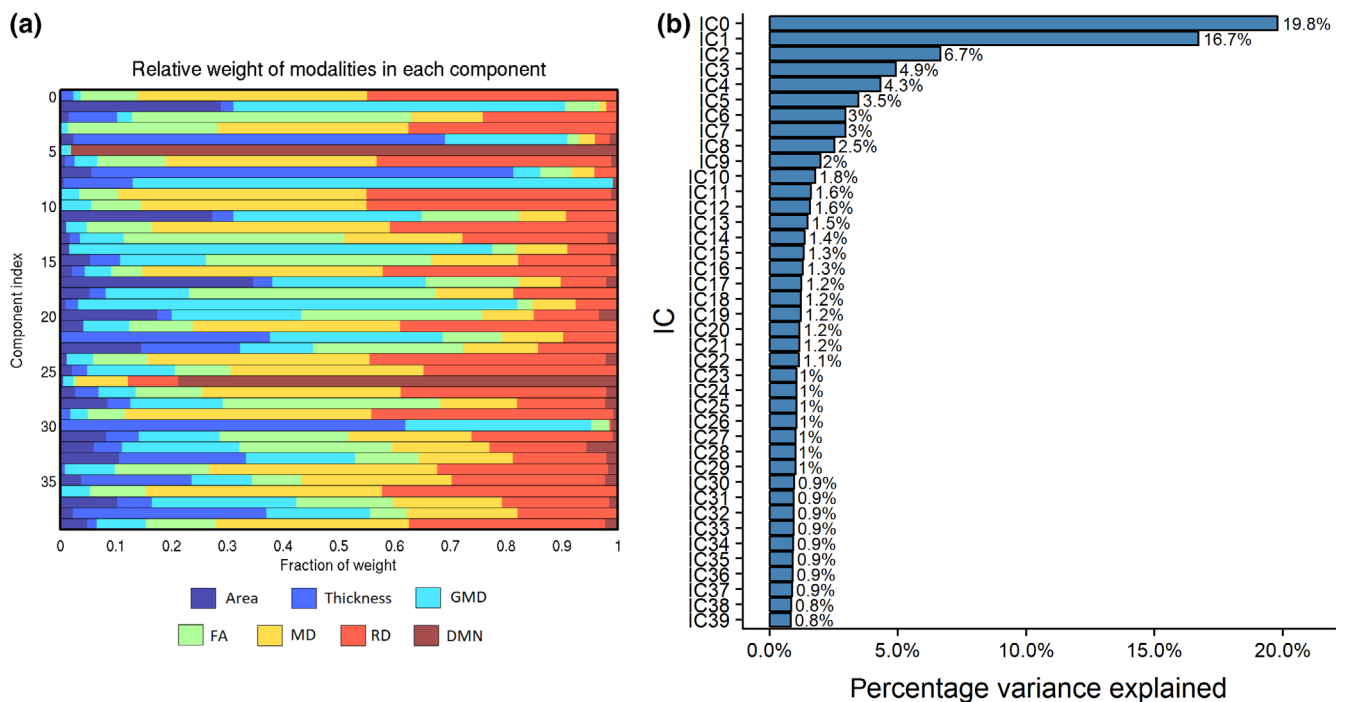 (a)
Relative weight of modalities in each component
Component index
0
5
10
15
20
25
30
35
0 0.1 0.2 0.3 0.4 0.5 0.6 0.7 0.8 0.9 1
Fraction of weight
Area Thickness GMD
FA MD RD DMN
(b)
IC
IC0 19.8%
IC1 16.7%
IC2 6.7%
IC3 4.9%
IC4 4.3%
IC5 3.5%
IC6 3%
IC7 3%
IC8 2.5%
IC9 2%
IC10 1.8%
IC11 1.6%
IC12 1.6%
IC13 1.5%
IC14 1.4%
IC15 1.3%
IC16 1.3%
IC17 1.2%
IC18 1.2%
IC19 1.2%
IC20 1.2%
IC21 1.2%
IC22 1.1%
IC23 1%
IC24 1%
IC25 1%
IC26 1%
IC27 1%
IC28 1%
IC29 1%
IC30 0.9%
IC31 0.9%
IC32 0.9%
IC33 0.9%
IC34 0.9%
IC35 0.9%
IC36 0.9%
IC37 0.9%
IC38 0.8%
IC39 0.8%
0.0% 5.0% 10.0% 15.0% 20.0%
Percentage variance explained